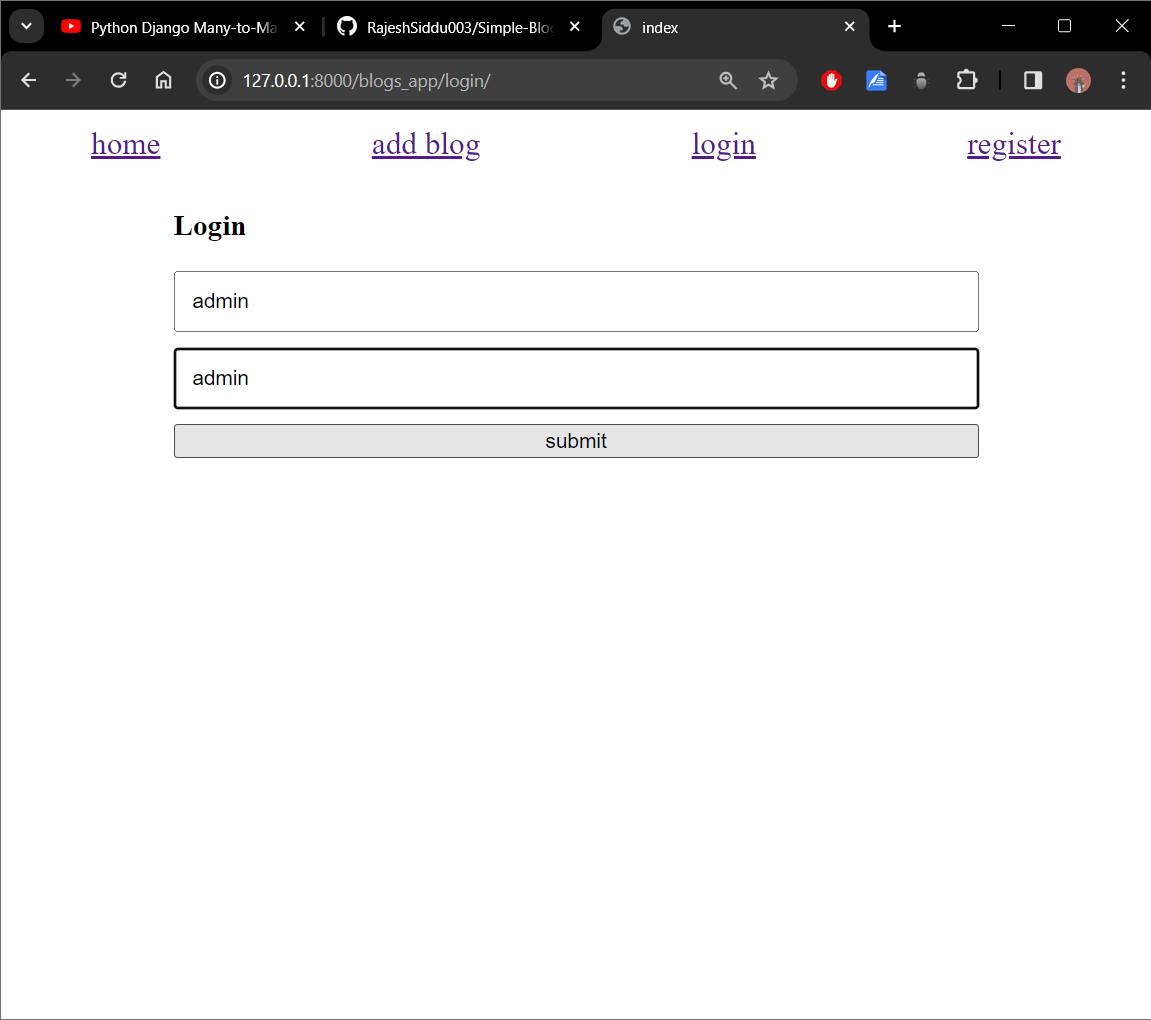 Python Django Many-to-Ma
RajeshSiddu003/Simple-Blo
index
127.0.0.1:8000/blogs_app/login/
home
add blog
login
register
Login
admin
admin
submit